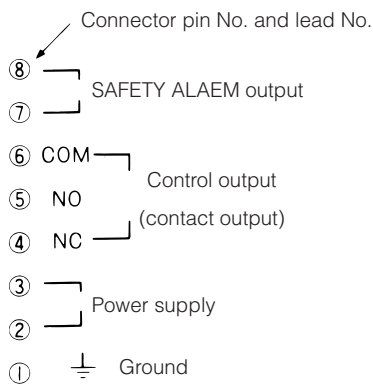 Connector pin No. and lead No.
⑧
SAFETY ALAEM output
⑦
⑥ COM
Control output
⑤ NO
(contact output)
④ NC
③
Power supply
②
① Ground